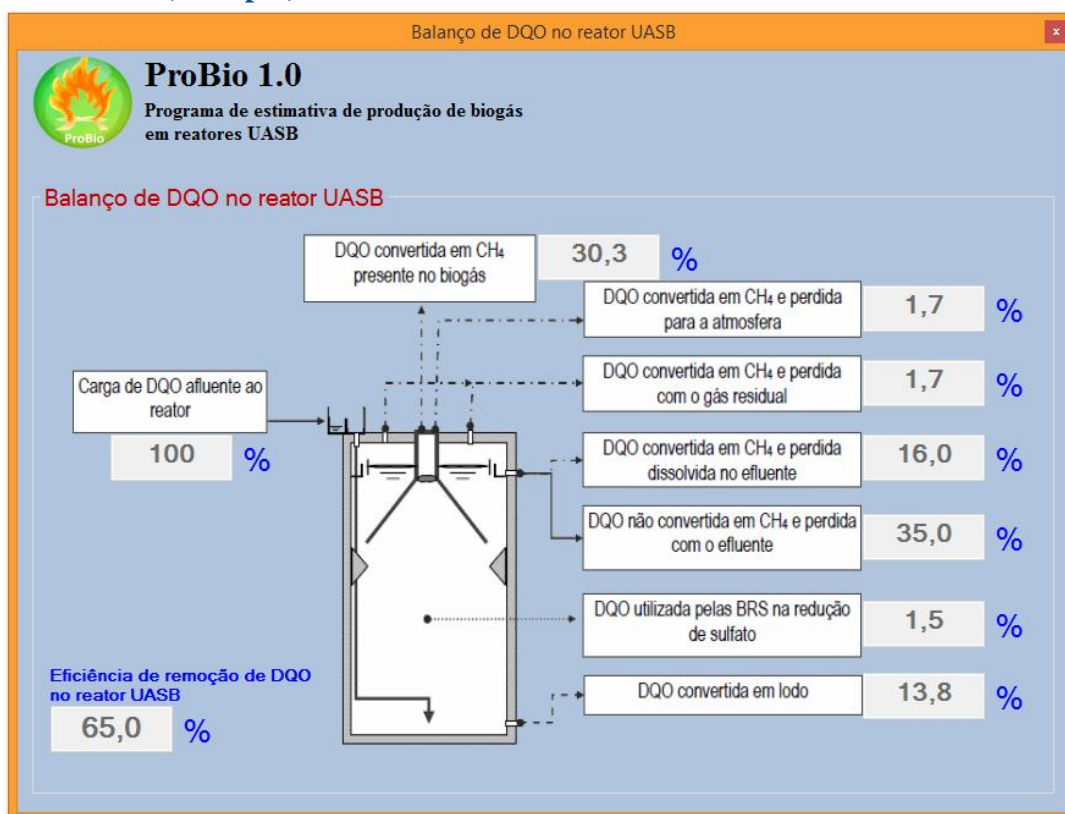 Balanço de DQO no reator UASB
x
ProBio 1.0
Programa de estimativa de produção de biogás
em reatores UASB
ProBio
Balanço de DQO no reator UASB
DQO convertida em CH₄
presente no biogás
30,3 %
DQO convertida em CH₄ e perdida
para a atmosfera
1,7 %
DQO convertida em CH₄ e perdida
com o gás residual
1,7 %
Carga de DQO afluente ao
reator
100 %
DQO convertida em CH₄ e perdida
dissolvida no efluente
16,0 %
DQO não convertida em CH₄ e perdida
com o efluente
35,0 %
DQO utilizada pelas BRS na redução
de sulfato
1,5 %
DQO convertida em lodo
13,8 %
Eficiência de remoção de DQO
no reator UASB
65,0 %